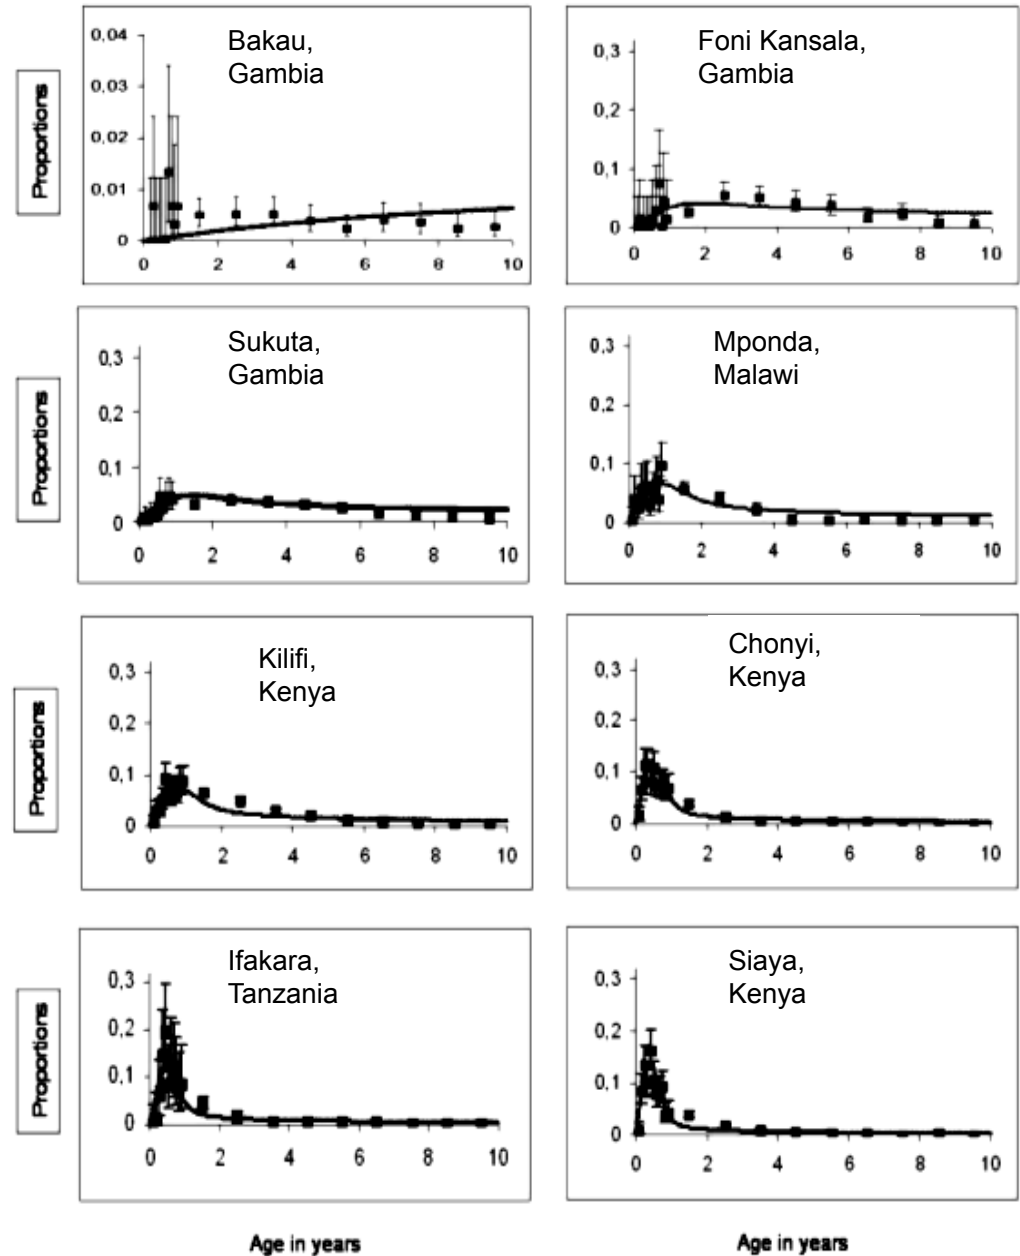 Bakau,
Gambia
Proportions
0,04
0,03
0,02
0,01
0
0 2 4 6 8 10
Foni Kansala,
Gambia
0,3
0,2
0,1
0
0 2 4 6 8 10
Sukuta,
Gambia
Proportions
0,3
0,2
0,1
0
0 2 4 6 8 10
Mponda,
Malawi
0,3
0,2
0,1
0
0 2 4 6 8 10
Kilifi,
Kenya
Proportions
0,3
0,2
0,1
0
0 2 4 6 8 10
Chonyi,
Kenya
0,3
0,2
0,1
0
0 2 4 6 8 10
Ifakara,
Tanzania
Proportions
0,3
0,2
0,1
0
0 2 4 6 8 10
Siaya,
Kenya
0,3
0,2
0,1
0
0 2 4 6 8 10
Age in years
Age in years